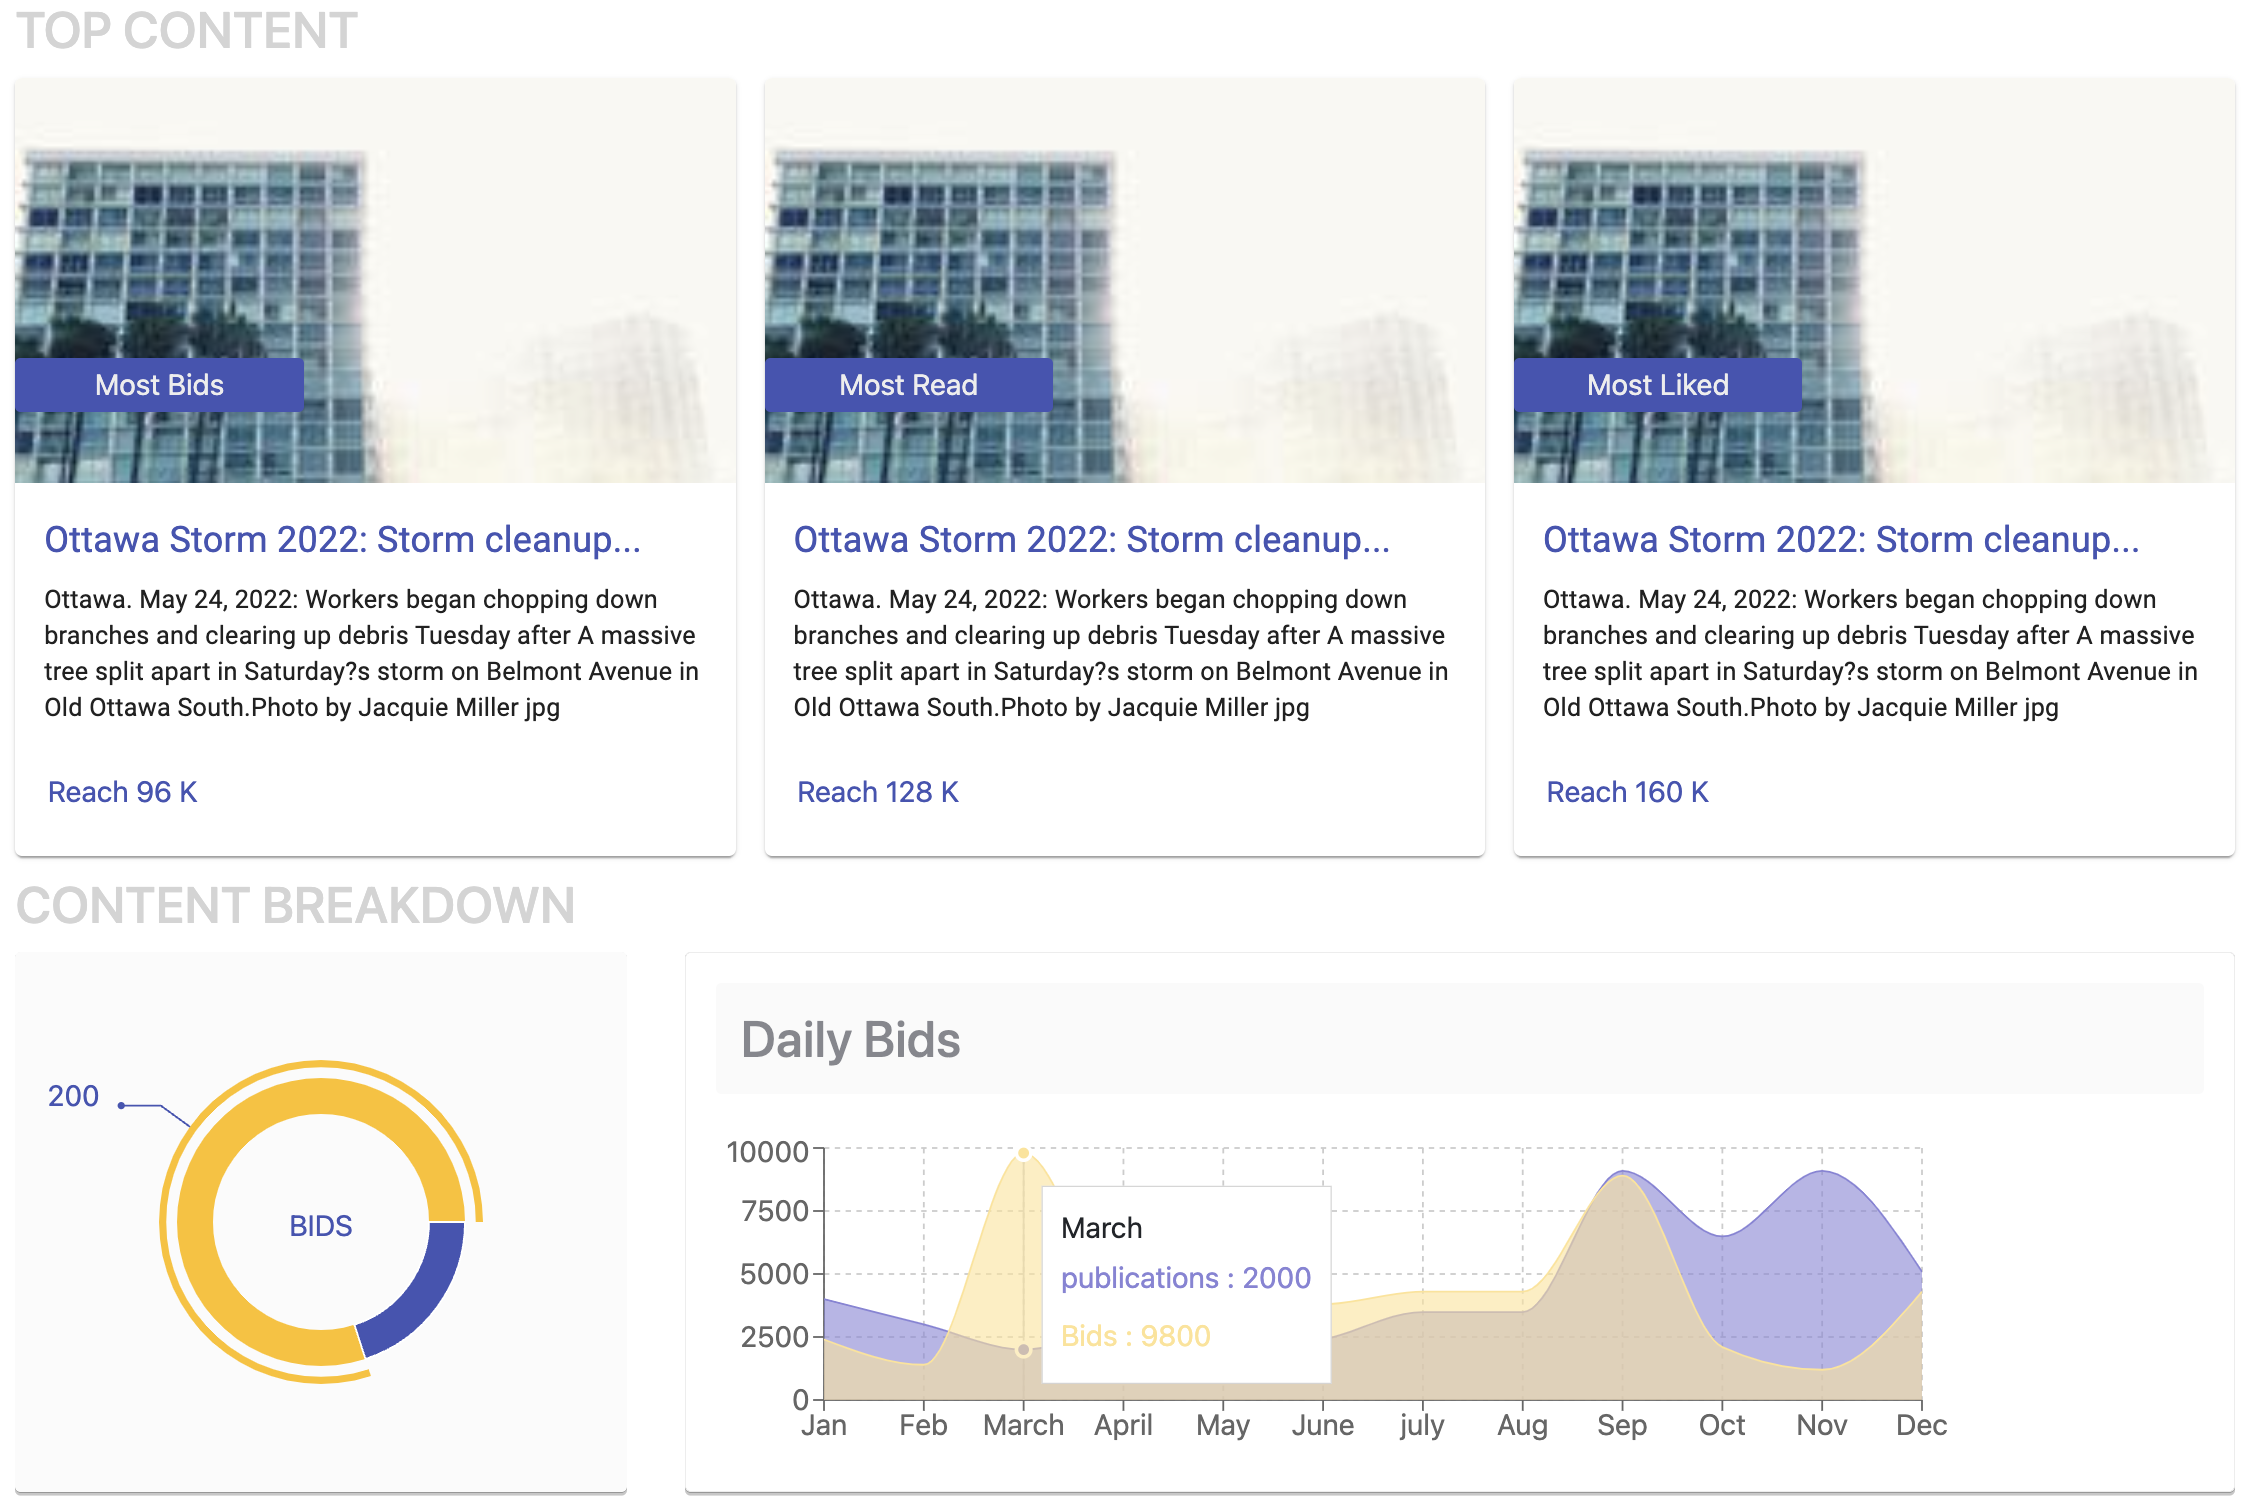 TOP CONTENT
Most Bids
Ottawa Storm 2022: Storm cleanup...
Ottawa. May 24, 2022: Workers began chopping down
branches and clearing up debris Tuesday after A massive
tree split apart in Saturday?s storm on Belmont Avenue in
Old Ottawa South.Photo by Jacquie Miller jpg
Reach 96 K
Most Read
Ottawa Storm 2022: Storm cleanup...
Ottawa. May 24, 2022: Workers began chopping down
branches and clearing up debris Tuesday after A massive
tree split apart in Saturday?s storm on Belmont Avenue in
Old Ottawa South.Photo by Jacquie Miller jpg
Reach 128 K
Most Liked
Ottawa Storm 2022: Storm cleanup...
Ottawa. May 24, 2022: Workers began chopping down
branches and clearing up debris Tuesday after A massive
tree split apart in Saturday?s storm on Belmont Avenue in
Old Ottawa South.Photo by Jacquie Miller jpg
Reach 160 K
CONTENT BREAKDOWN
200
BIDS
Daily Bids
10000
7500
5000
2500
0
March
publications : 2000
Bids : 9800
Jan Feb March April May June july Aug Sep Oct Nov Dec